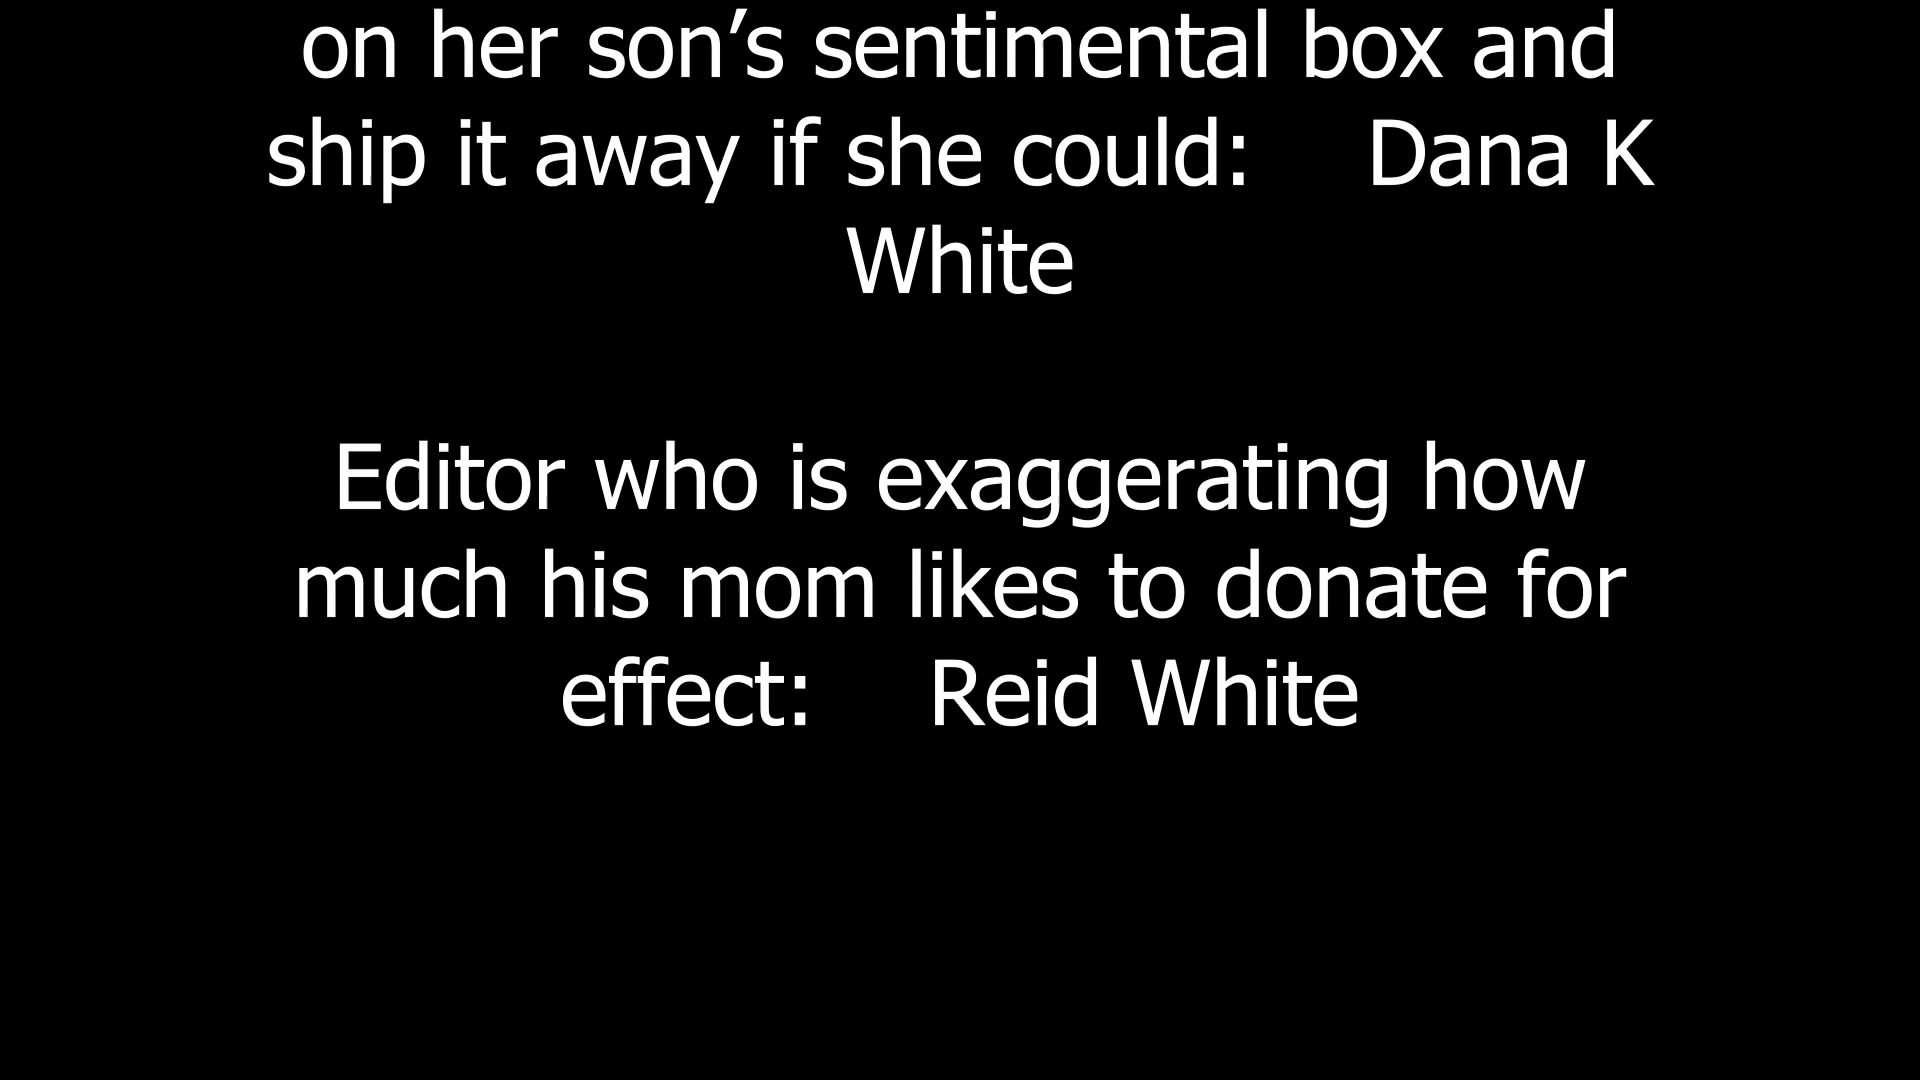 on her son’s sentimental box and
ship it away if she could:    Dana K
White
Editor who is exaggerating how
much his mom likes to donate for
effect:    Reid White